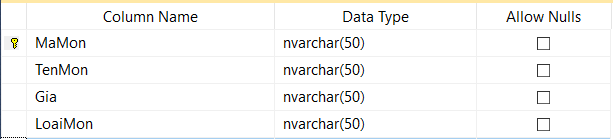 Column Name Data Type Allow Nulls
MaMon nvarchar(50)
TenMon nvarchar(50)
Gia nvarchar(50)
LoaiMon nvarchar(50)